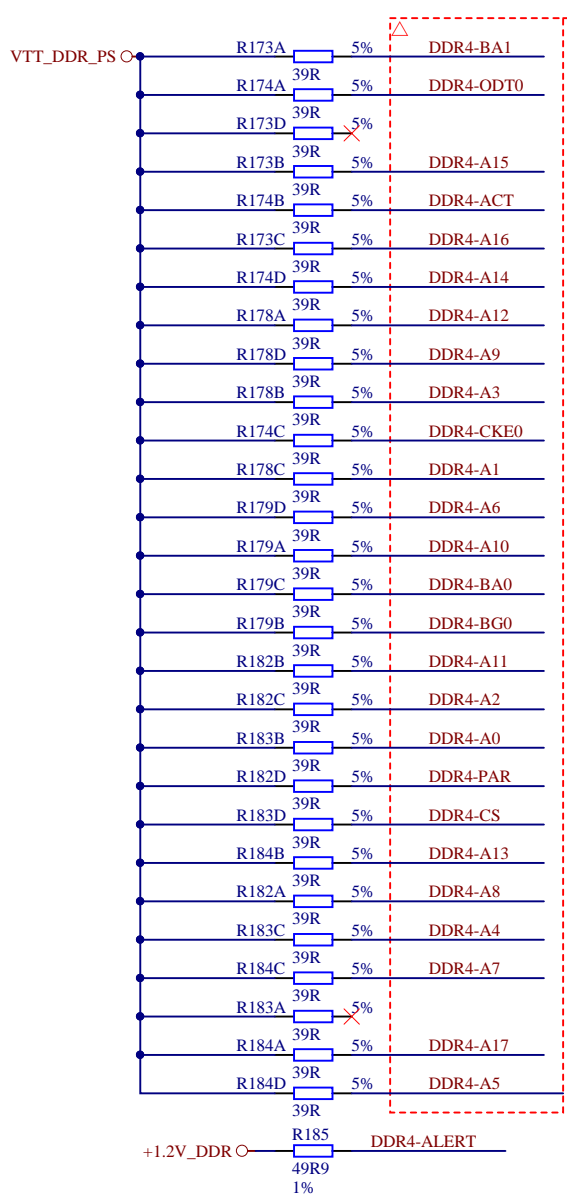 VTT_DDR_PS
R173A 5% DDR4-BA1
39R
R174A 5% DDR4-ODT0
39R
R173D 5%
39R
R173B 5% DDR4-A15
39R
R174B 5% DDR4-ACT
39R
R173C 5% DDR4-A16
39R
R174D 5% DDR4-A14
39R
R178A 5% DDR4-A12
39R
R178D 5% DDR4-A9
39R
R178B 5% DDR4-A3
39R
R174C 5% DDR4-CKE0
39R
R178C 5% DDR4-A1
39R
R179D 5% DDR4-A6
39R
R179A 5% DDR4-A10
39R
R179C 5% DDR4-BA0
39R
R179B 5% DDR4-BG0
39R
R182B 5% DDR4-A11
39R
R182C 5% DDR4-A2
39R
R183B 5% DDR4-A0
39R
R182D 5% DDR4-PAR
39R
R183D 5% DDR4-CS
39R
R184B 5% DDR4-A13
39R
R182A 5% DDR4-A8
39R
R183C 5% DDR4-A4
39R
R184C 5% DDR4-A7
39R
R183A 5%
39R
R184A 5% DDR4-A17
39R
R184D 5% DDR4-A5
39R
+1.2V_DDR R185 DDR4-ALERT
49R9
1%